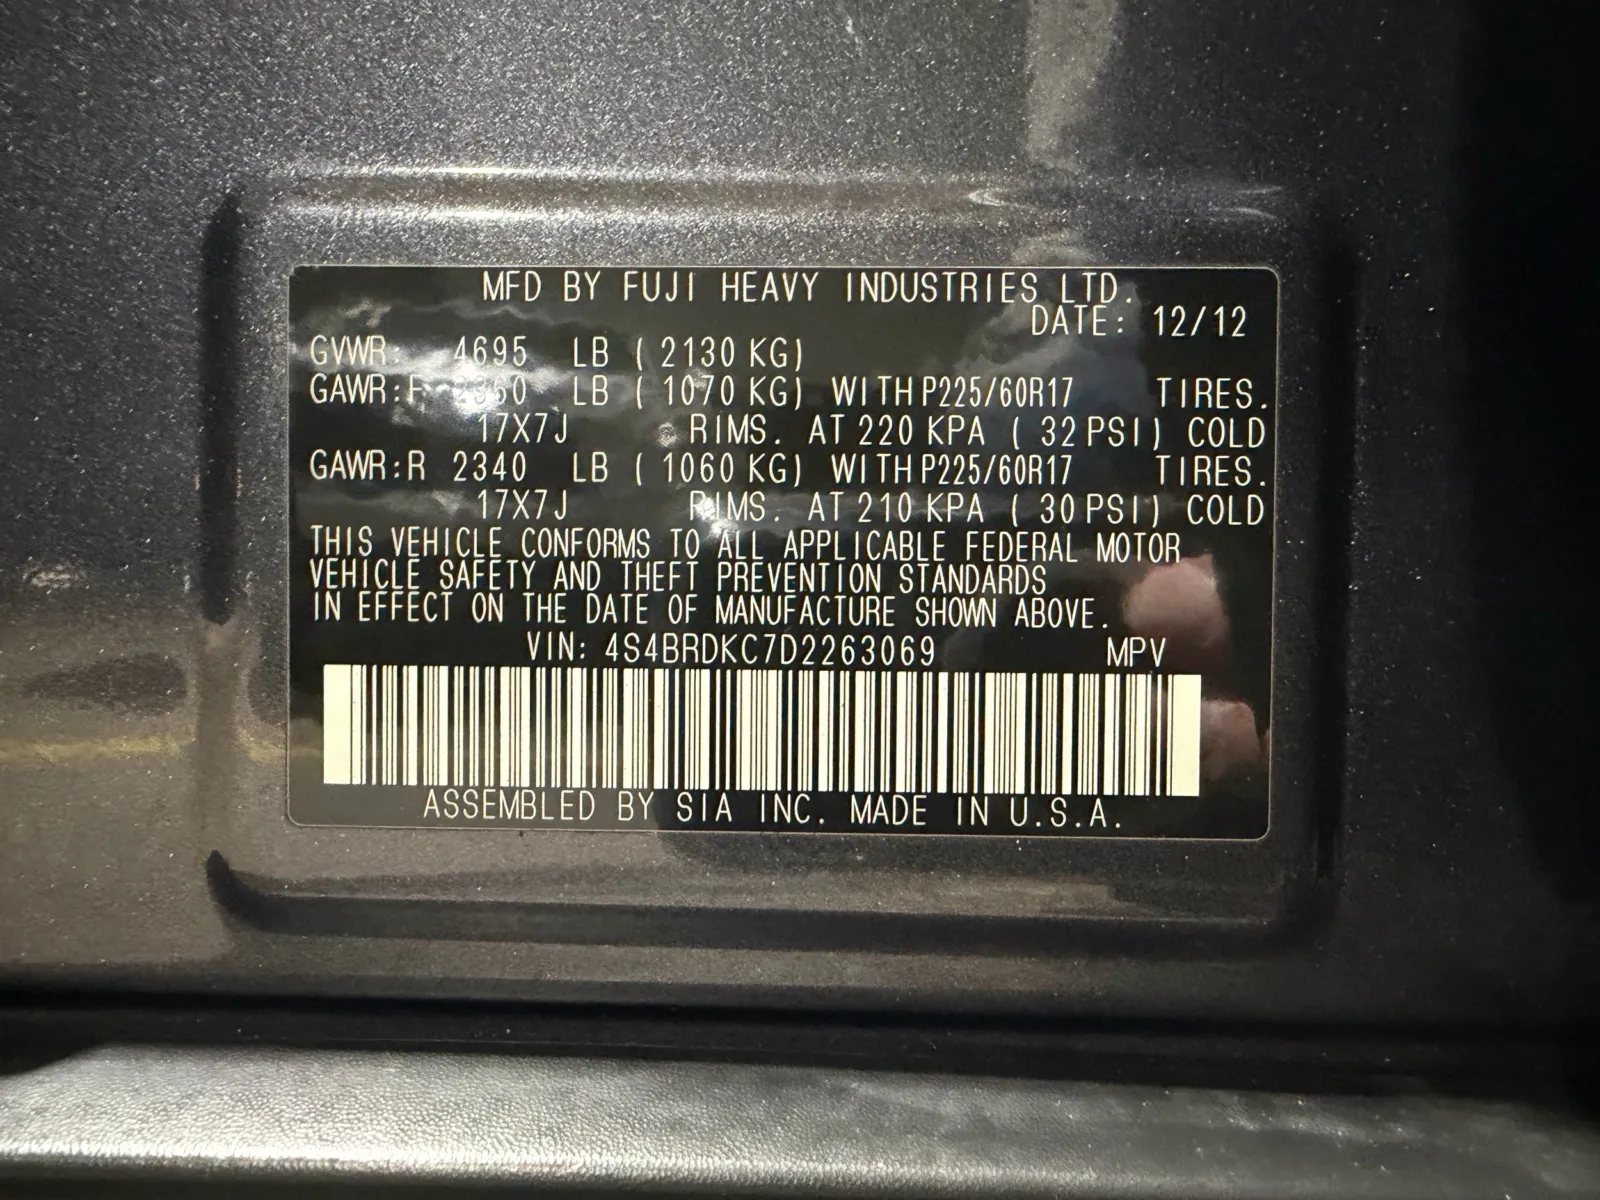 MFD BY FUJI HEAVY INDUSTRIES LTD.
DATE: 12/12
GVWR: 4695 LB ( 2130 KG)
GAWR:F LB ( 1070 KG) WITH P225/60R17 TIRES.
17X7J RIMS. AT 220 KPA ( 32 PSI) COLD
GAWR:R 2340 LB ( 1060 KG) WITH P225/60R17 TIRES.
17X7J RIMS. AT 210 KPA ( 30 PSI) COLD
THIS VEHICLE CONFORMS TO ALL APPLICABLE FEDERAL MOTOR
VEHICLE SAFETY AND THEFT PREVENTION STANDARDS
IN EFFECT ON THE DATE OF MANUFACTURE SHOWN ABOVE.
VIN: 4S4BRDKC7D2263069 MPV
ASSEMBLED BY SIA INC. MADE IN U.S.A.